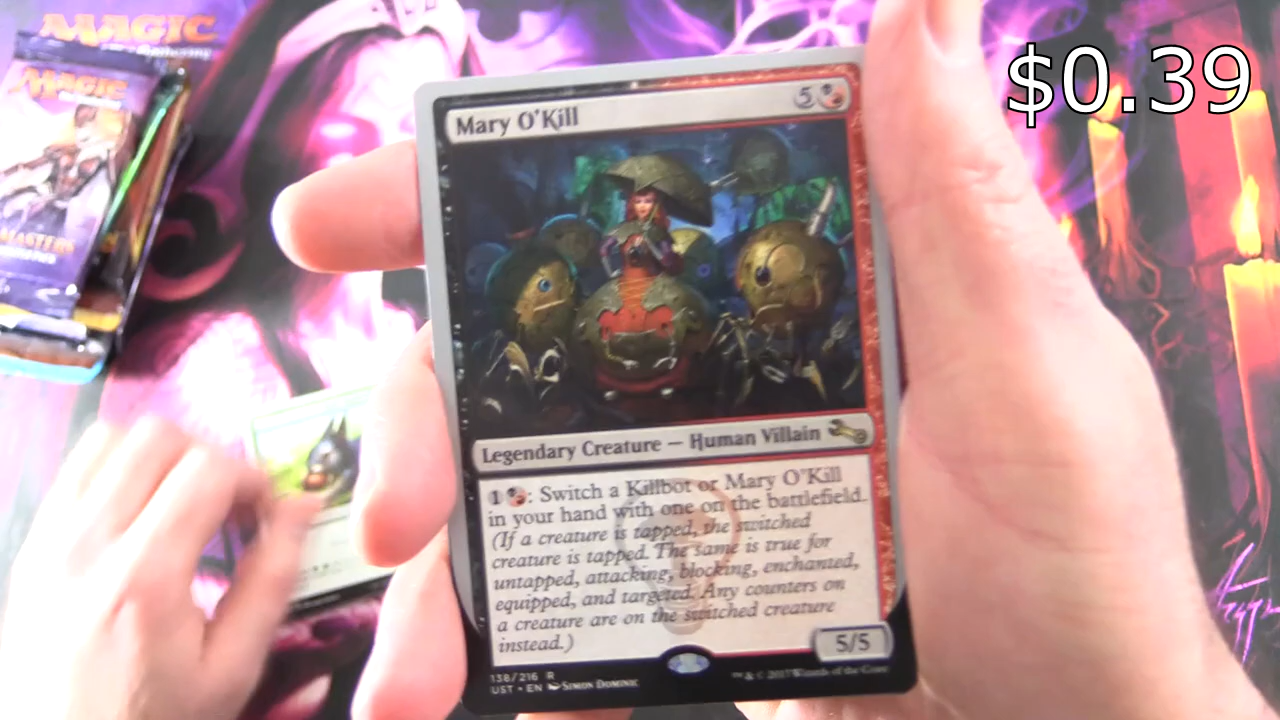 MAGIC
MAGIC
MASTERS
$0.39
Mary O'Kill
5
Legendary Creature — Human Villain
1 : Switch a Killbot or Mary O'Kill
in your hand with one on the battlefield.
(If a creature is tapped, the switched
creature is tapped. The same is true for
untapped, attacking, blocking, enchanted,
equipped, and targeted. Any counters on
a creature are on the switched creature
instead.)
5/5
138/216 R
UST • EN Simon Dominic
™ & © 2017 Wizards of the Coast